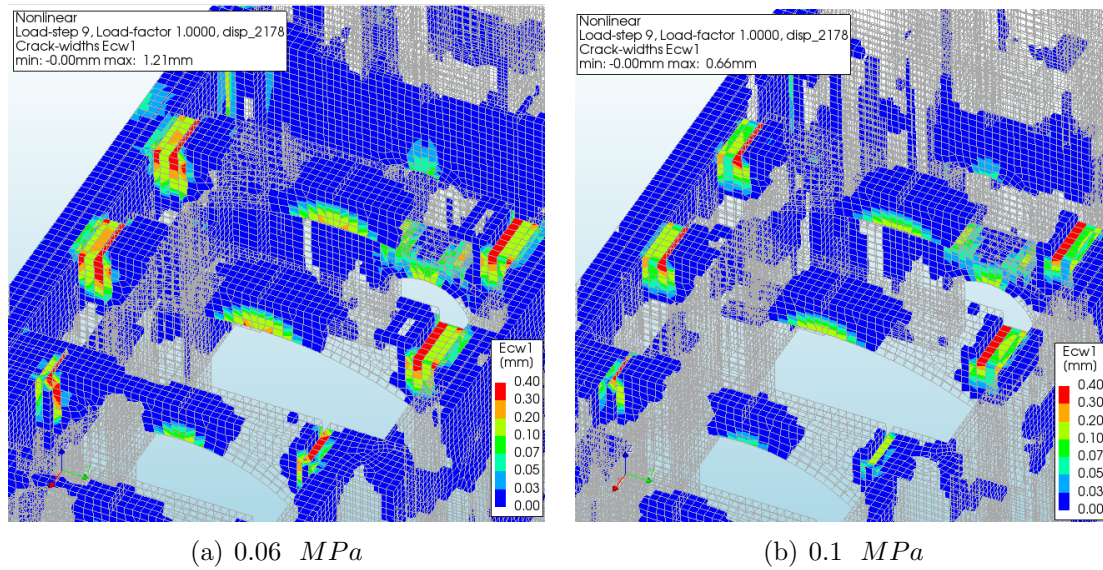 Nonlinear
Load-step 9, Load-factor 1.0000, disp_2178
Crack-widths Ecw1
min: -0.00mm max: 1.21mm
Ecw1
(mm)
0.40
0.30
0.20
0.10
0.07
0.05
0.03
0.00
(a) 0.06 MPa
Nonlinear
Load-step 9, Load-factor 1.0000, disp_2178
Crack-widths Ecw1
min: -0.00mm max: 0.66mm
Ecw1
(mm)
0.40
0.30
0.20
0.10
0.07
0.05
0.03
0.00
(b) 0.1 MPa